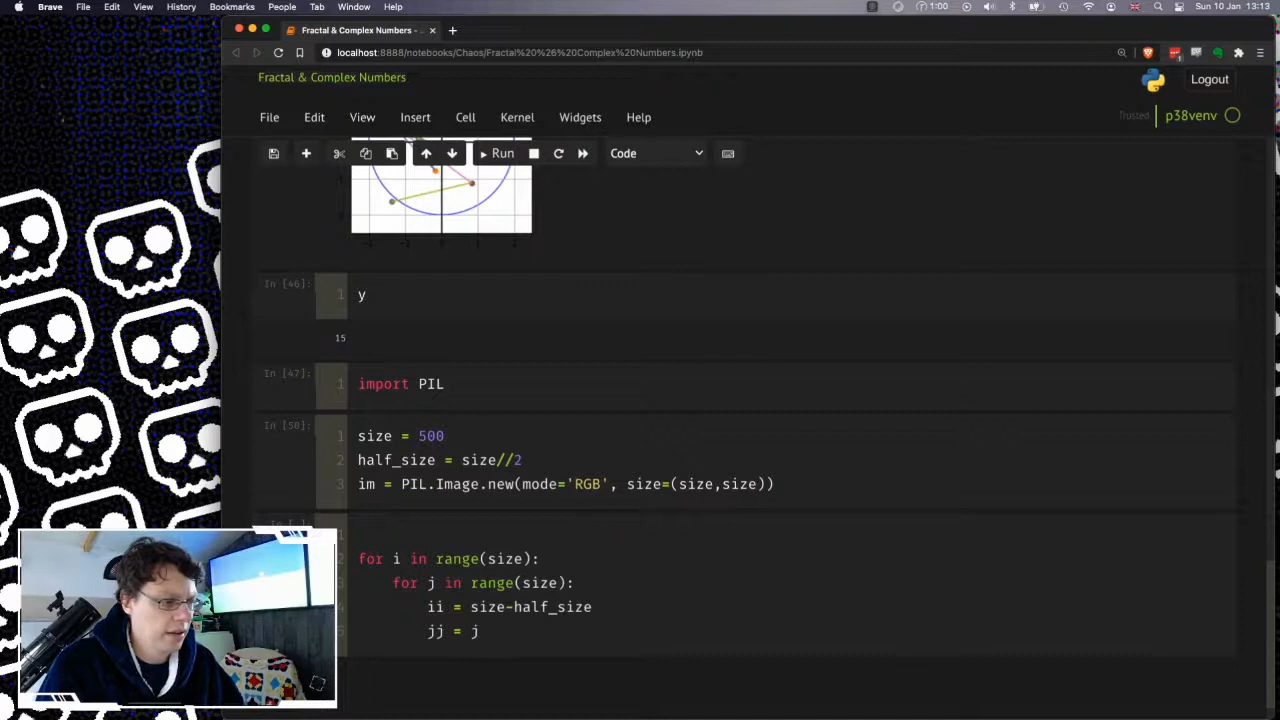 Brave File Edit View History Bookmarks People Tab Window Help 1:00 Sun 10 Jan 13:13
Fractal & Complex Numbers - ..
localhost:8888/notebooks/Chaos/Fractal%20%26%20Complex%20Numbers.ipynb
Fractal & Complex Numbers
Logout
File Edit View Insert Cell Kernel Widgets Help
Trusted p38venv
Run Code
In [46]:
1 y
15
In [47]:
1 import PIL
In [50]:
1 size = 500
2 half_size = size//2
3 im = PIL.Image.new(mode='RGB', size=(size,size))
for i in range(size):
for j in range(size):
ii = size-half_size
jj = j